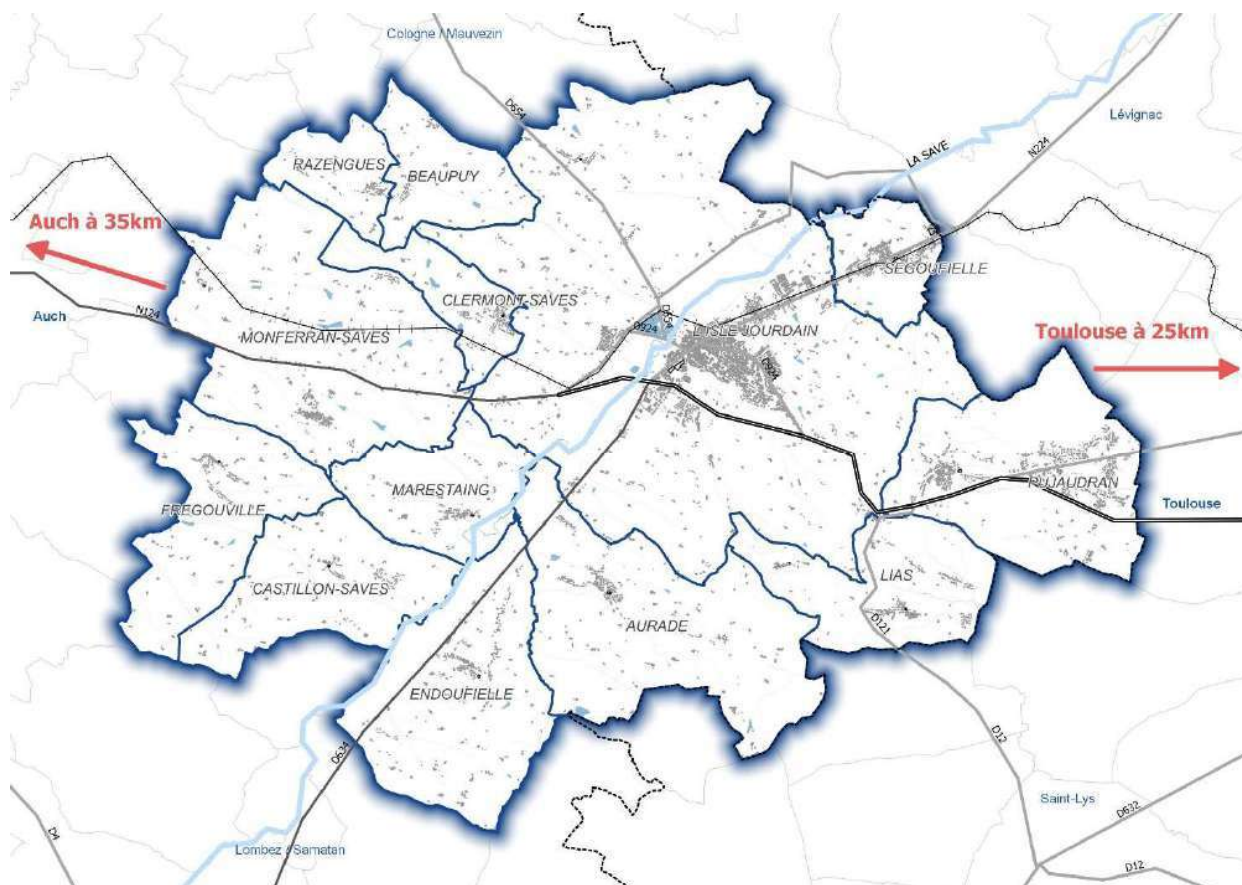 Cologne / Mauvezin
D654
Lévignac
LA SAVE
N224
RAZENGUES
BEAUPUY
Auch à 35km
SEGOUFIELLE
CLERMONT-SAVES
D654
D924
L'ISLE JOURDAIN
Auch
N124
MONFERRAN-SAVES
Toulouse à 25km
D924
MARESTAING
PUJAUDRAN
FREGOUVILLE
Toulouse
CASTILLON-SAVES
LIAS
AURADE
D121
ENDOUFIELLE
D634
D12
Saint-Lys
D632
D4
Lombez / Samatan
D12